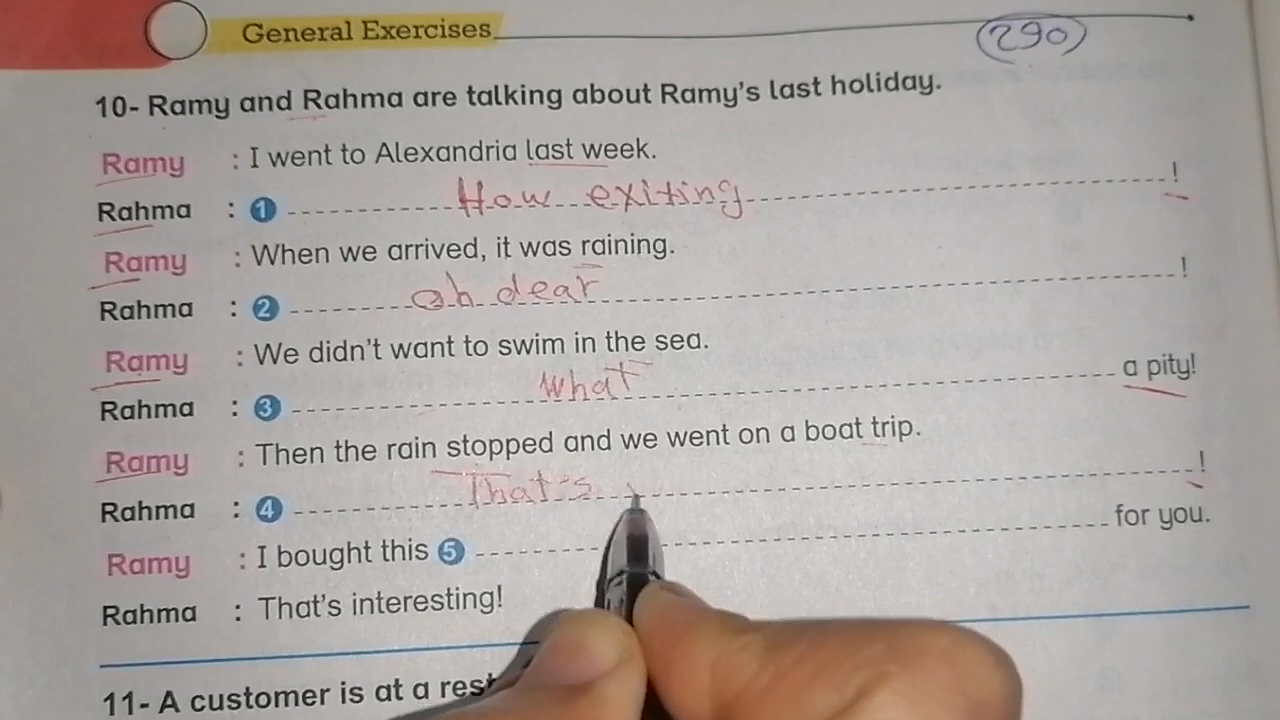 General Exercises
290
10- Ramy and Rahma are talking about Ramy's last holiday.
Ramy : I went to Alexandria last week.
Rahma : 1 How exiting !
Ramy : When we arrived, it was raining.
Rahma : 2 oh dear !
Ramy : We didn't want to swim in the sea.
Rahma : 3 what a pity!
Ramy : Then the rain stopped and we went on a boat trip.
Rahma : 4 That's !
Ramy : I bought this 5 for you.
Rahma : That's interesting!
11- A customer is at a